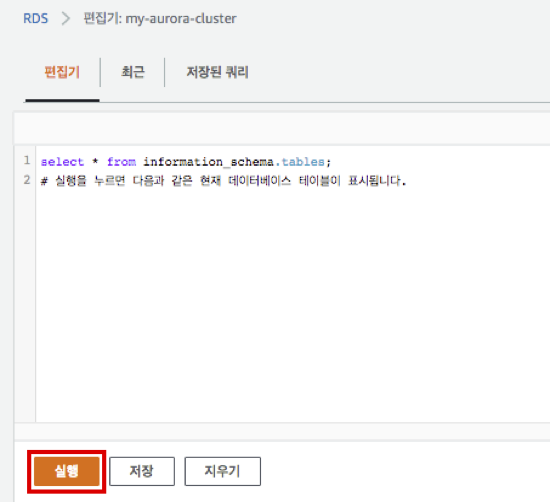 RDS > 편집기: my-aurora-cluster
편집기 최근 저장된 쿼리
1 select * from information_schema.tables;
2 # 실행을 누르면 다음과 같은 현재 데이터베이스 테이블이 표시됩니다.
실행 저장 지우기